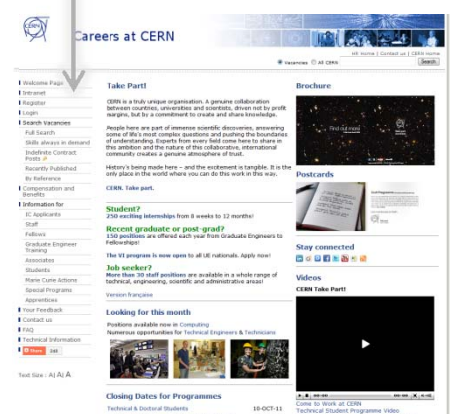 CERN
Careers at CERN
HR Home | Contact us | CERN Home
Vacancies All CERN Search
Welcome Page
Intranet
Register
Login
Search Vacancies
Full Search
Skills always in demand
Indefinite Contract
Posts
Recently Published
By Reference
Compensation and
Benefits
Information for
IC Applicants
Staff
Fellows
Graduate Engineer
Training
Associates
Students
Marie Curie Actions
Special Programs
Apprentices
Your Feedback
Contact us
FAQ
Technical Information
Share
Text Size : A| A| A
Take Part!
CERN is a truly unique organisation. A genuine collaboration
between countries, universities and scientists, driven not by profit
margins, but by a commitment to create and share knowledge.
People here are part of immense scientific discoveries, answering
some of life's most complex questions and pushing the boundaries
of understanding. Experts from every field come here to share in
this ambition and the nature of this collaborative, international
community creates a genuine atmosphere of trust.
History's being made here – and the excitement is tangible. It is the
only place in the world where you can do this in this way.
CERN. Take part.
Student?
250 exciting internships from 8 weeks to 12 months!
Recent graduate or post-grad?
150 positions are offered each year from Graduate Engineers to
Fellowships!
The VI program is now open to all UE nationals. Apply now!
Job seeker?
More than 30 staff positions are available in a whole range of
technical, engineering, scientific and administrative areas!
Version française
Looking for this month
Positions available now in Computing
Numerous opportunities for Technical Engineers & Technicians
Closing Dates for Programmes
Technical & Doctoral Students 10-OCT-11
Brochure
Find out more
Postcards
Stay connected
Videos
CERN Take Part!
Come to Work at CERN
Technical Student Programme Video